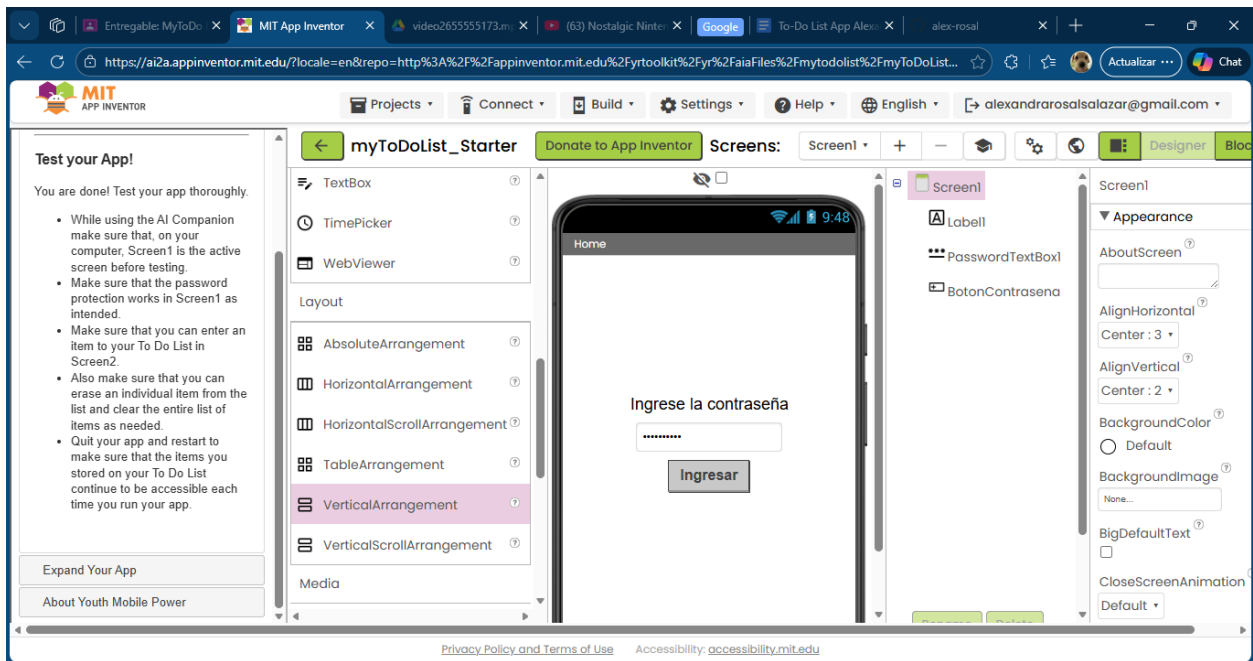 Entregable: MyToDo
MIT App Inventor
video2655555173.m
(63) Nostalgic Ninten
Google
To-Do List App Alexa
alex-rosal
https://ai2a.appinventor.mit.edu/?locale=en&repo=http%3A%2F%2Fappinventor.mit.edu%2Fyrtoolkit%2Fyr%2FaiaFiles%2Fmytodolist%2FmyToDoList...
Actualizar
Chat
MIT
APP INVENTOR
Projects
Connect
Build
Settings
Help
English
alexandrarosalsalazar@gmail.com
Test your App!
You are done! Test your app thoroughly.
• While using the AI Companion
make sure that, on your
computer, Screen1 is the active
screen before testing.
• Make sure that the password
protection works in Screen1 as
intended.
• Make sure that you can enter an
item to your To Do List in
Screen2.
• Also make sure that you can
erase an individual item from the
list and clear the entire list of
items as needed.
• Quit your app and restart to
make sure that the items you
stored on your To Do List
continue to be accessible each
time you run your app.
Expand Your App
About Youth Mobile Power
myToDoList_Starter
Donate to App Inventor
Screens:
Screen1
Designer
Bloc
TextBox
TimePicker
WebViewer
Layout
AbsoluteArrangement
HorizontalArrangement
HorizontalScrollArrangement
TableArrangement
VerticalArrangement
VerticalScrollArrangement
Media
9:48
Home
Ingrese la contraseña
••••••••••
Ingresar
Screen1
Label1
PasswordTextBox1
BotonContrasena
Screen1
Appearance
AboutScreen
AlignHorizontal
Center : 3
AlignVertical
Center : 2
BackgroundColor
Default
BackgroundImage
None...
BigDefaultText
CloseScreenAnimation
Default
Privacy Policy and Terms of Use
Accessibility: accessibility.mit.edu